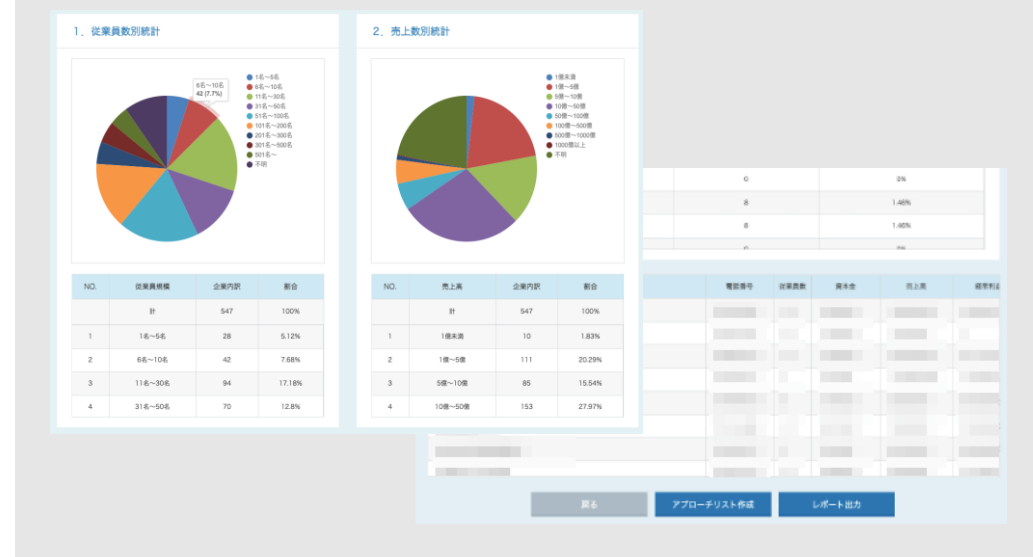 1. 従業員数別統計
6名〜10名
42 (7.7%)
1名〜5名
6名〜10名
11名〜30名
31名〜50名
51名〜100名
101名〜200名
201名〜300名
301名〜500名
501名〜
不明
NO. 従業員規模 企業内訳 割合
計 547 100%
1 1名〜5名 28 5.12%
2 6名〜10名 42 7.68%
3 11名〜30名 94 17.18%
4 31名〜50名 70 12.8%
2. 売上数別統計
1億未満
1億〜5億
5億〜10億
10億〜50億
50億〜100億
100億〜500億
500億〜1000億
1000億以上
不明
NO. 売上高 企業内訳 割合
計 547 100%
1 1億未満 10 1.83%
2 1億〜5億 111 20.29%
3 5億〜10億 85 15.54%
4 10億〜50億 153 27.97%
0 0%
8 1.46%
8 1.46%
電話番号 従業員数 資本金 売上高
戻る アプローチリスト作成 レポート出力